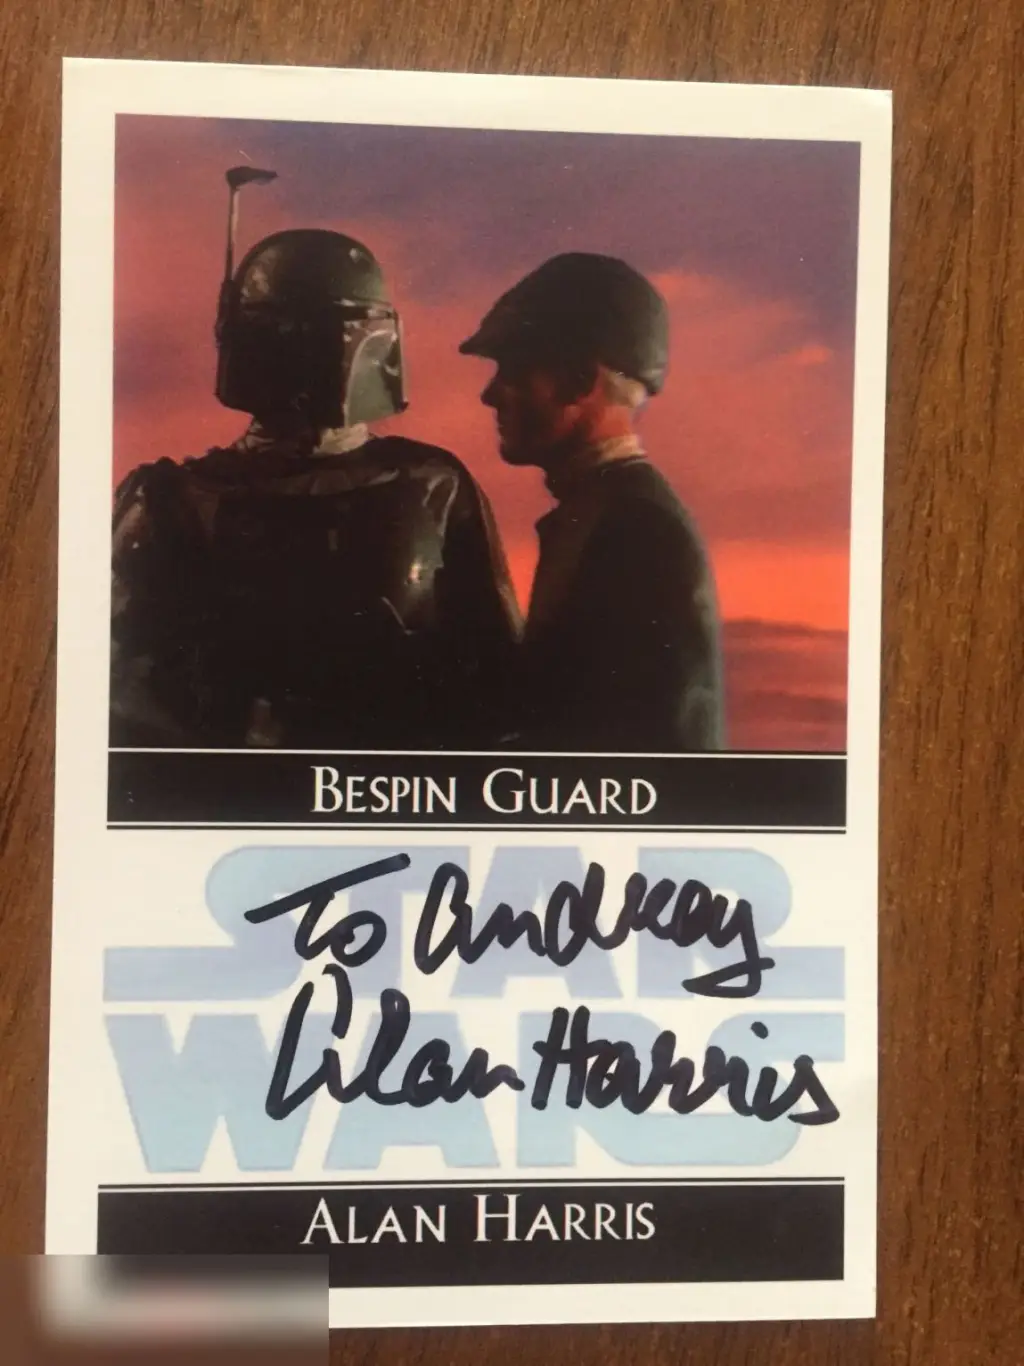 BESPIN GUARD
STAR
To Andrey
WARS
Alan Harris
ALAN HARRIS